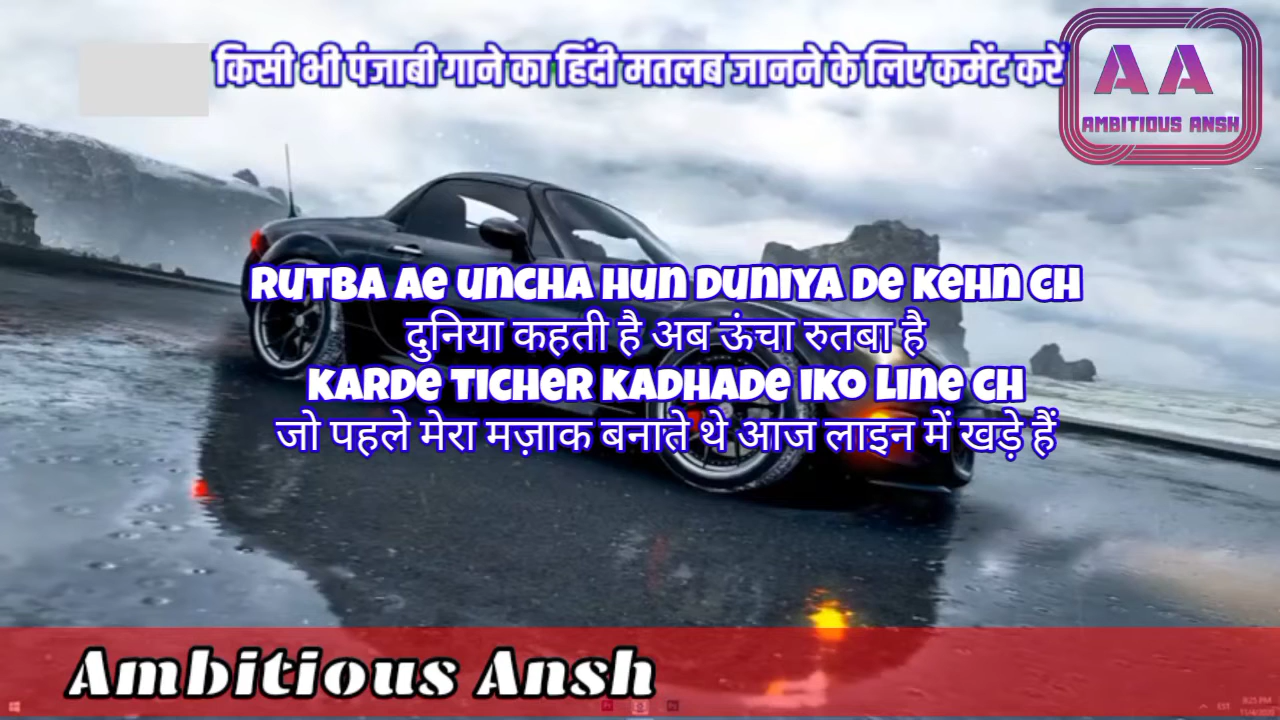 किसी भी पंजाबी गाने का हिंदी मतलब जानने के लिए कमेंट करें
AA
AMBITIOUS ANSH
RUTBA AE UNCHA HUN DUNIYA DE KEHN CH
दुनिया कहती है अब ऊंचा रुतबा है
KARDE TICHER KADHADE IKO LINE CH
जो पहले मेरा मज़ाक बनाते थे आज लाइन में खड़े हैं
Ambitious Ansh